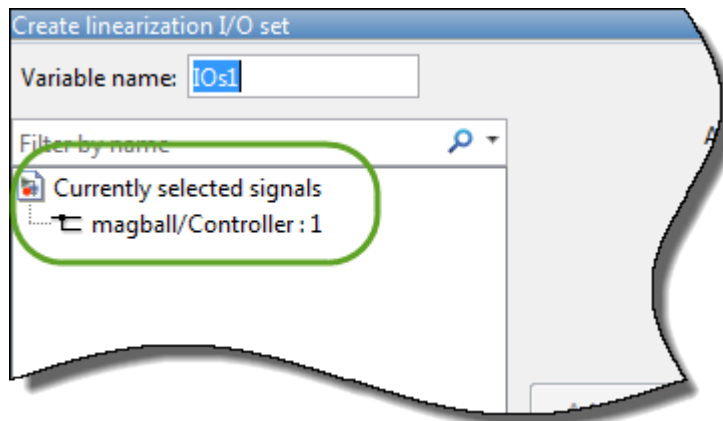 Create linearization I/O set
Variable name: IOs1
Filter by name
Currently selected signals
magball/Controller : 1